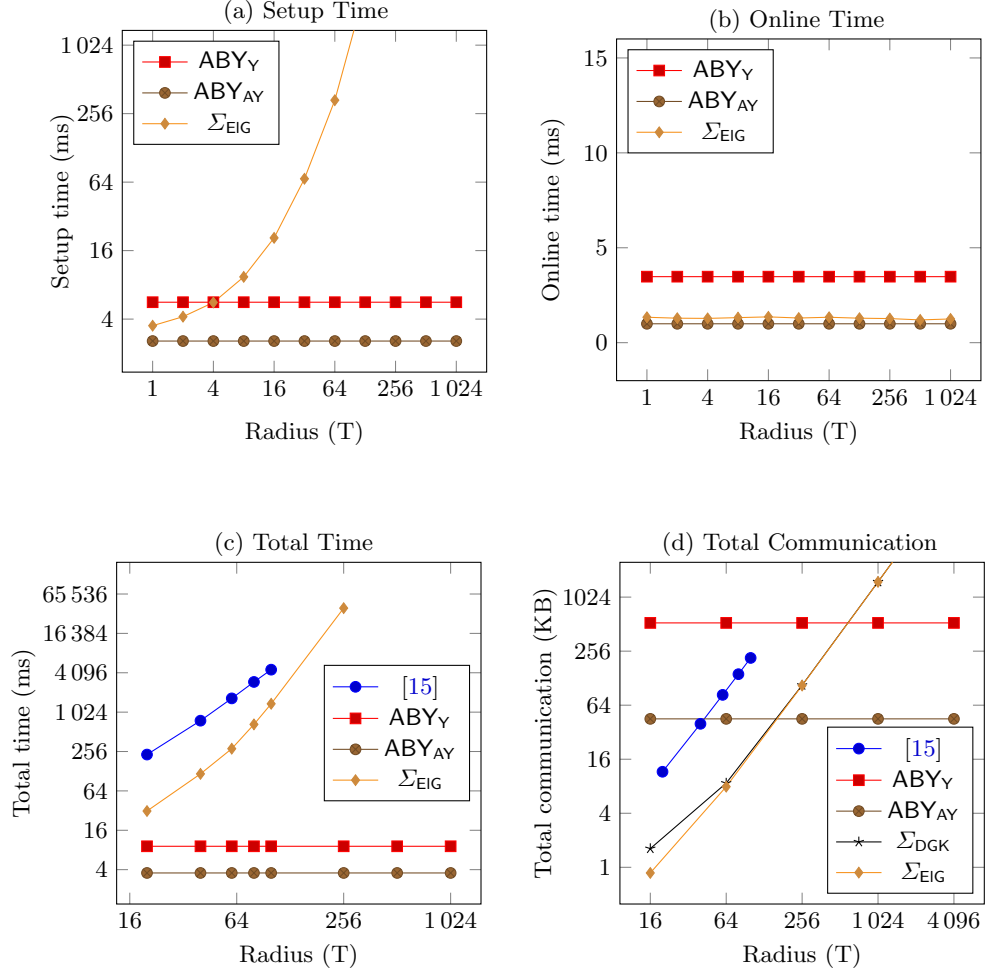 (a) Setup Time
Setup time (ms)
1 024
256
64
16
4
ABY_Y
ABY_AY
Σ_EIG
1 4 16 64 256 1 024
Radius (T)
(b) Online Time
Online time (ms)
15
10
5
0
ABY_Y
ABY_AY
Σ_EIG
1 4 16 64 256 1 024
Radius (T)
(c) Total Time
Total time (ms)
65 536
16 384
4 096
1 024
256
64
16
4
[15]
ABY_Y
ABY_AY
Σ_EIG
16 64 256 1 024
Radius (T)
(d) Total Communication
Total communication (KB)
1024
256
64
16
4
1
[15]
ABY_Y
ABY_AY
Σ_DGK
Σ_EIG
16 64 256 1 024 4 096
Radius (T)